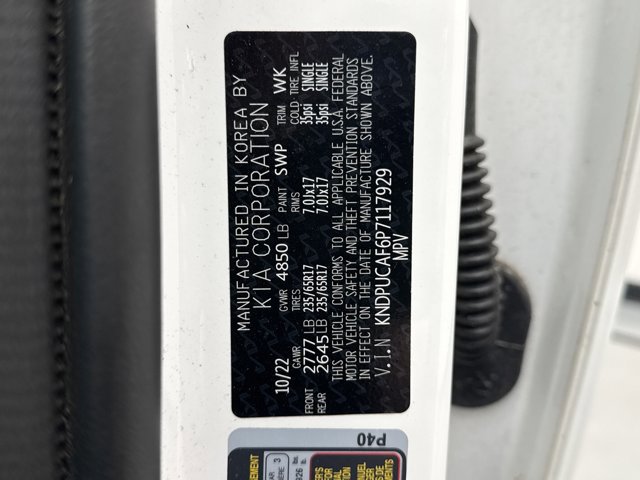 MANUFACTURED IN KOREA BY
KIA CORPORATION
10/22 GVWR 4850 LB PAINT SWP TRIM WK
GAWR TIRES RIMS COLD TIRE INFL
FRONT 2777 LB 235/65R17 7.0JX17 35psi SINGLE
REAR 2645 LB 235/65R17 7.0JX17 35psi SINGLE
THIS VEHICLE CONFORMS TO ALL APPLICABLE U.S.A. FEDERAL
MOTOR VEHICLE SAFETY AND THEFT PREVENTION STANDARDS
IN EFFECT ON THE DATE OF MANUFACTURE SHOWN ABOVE.
V.I.N KNDPUCAF6P7117929
MPV
P40